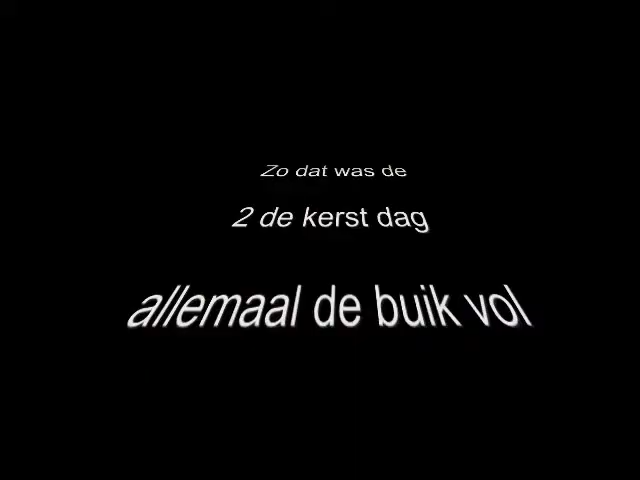 Zo dat was de
2 de kerst dag
allemaal de buik vol